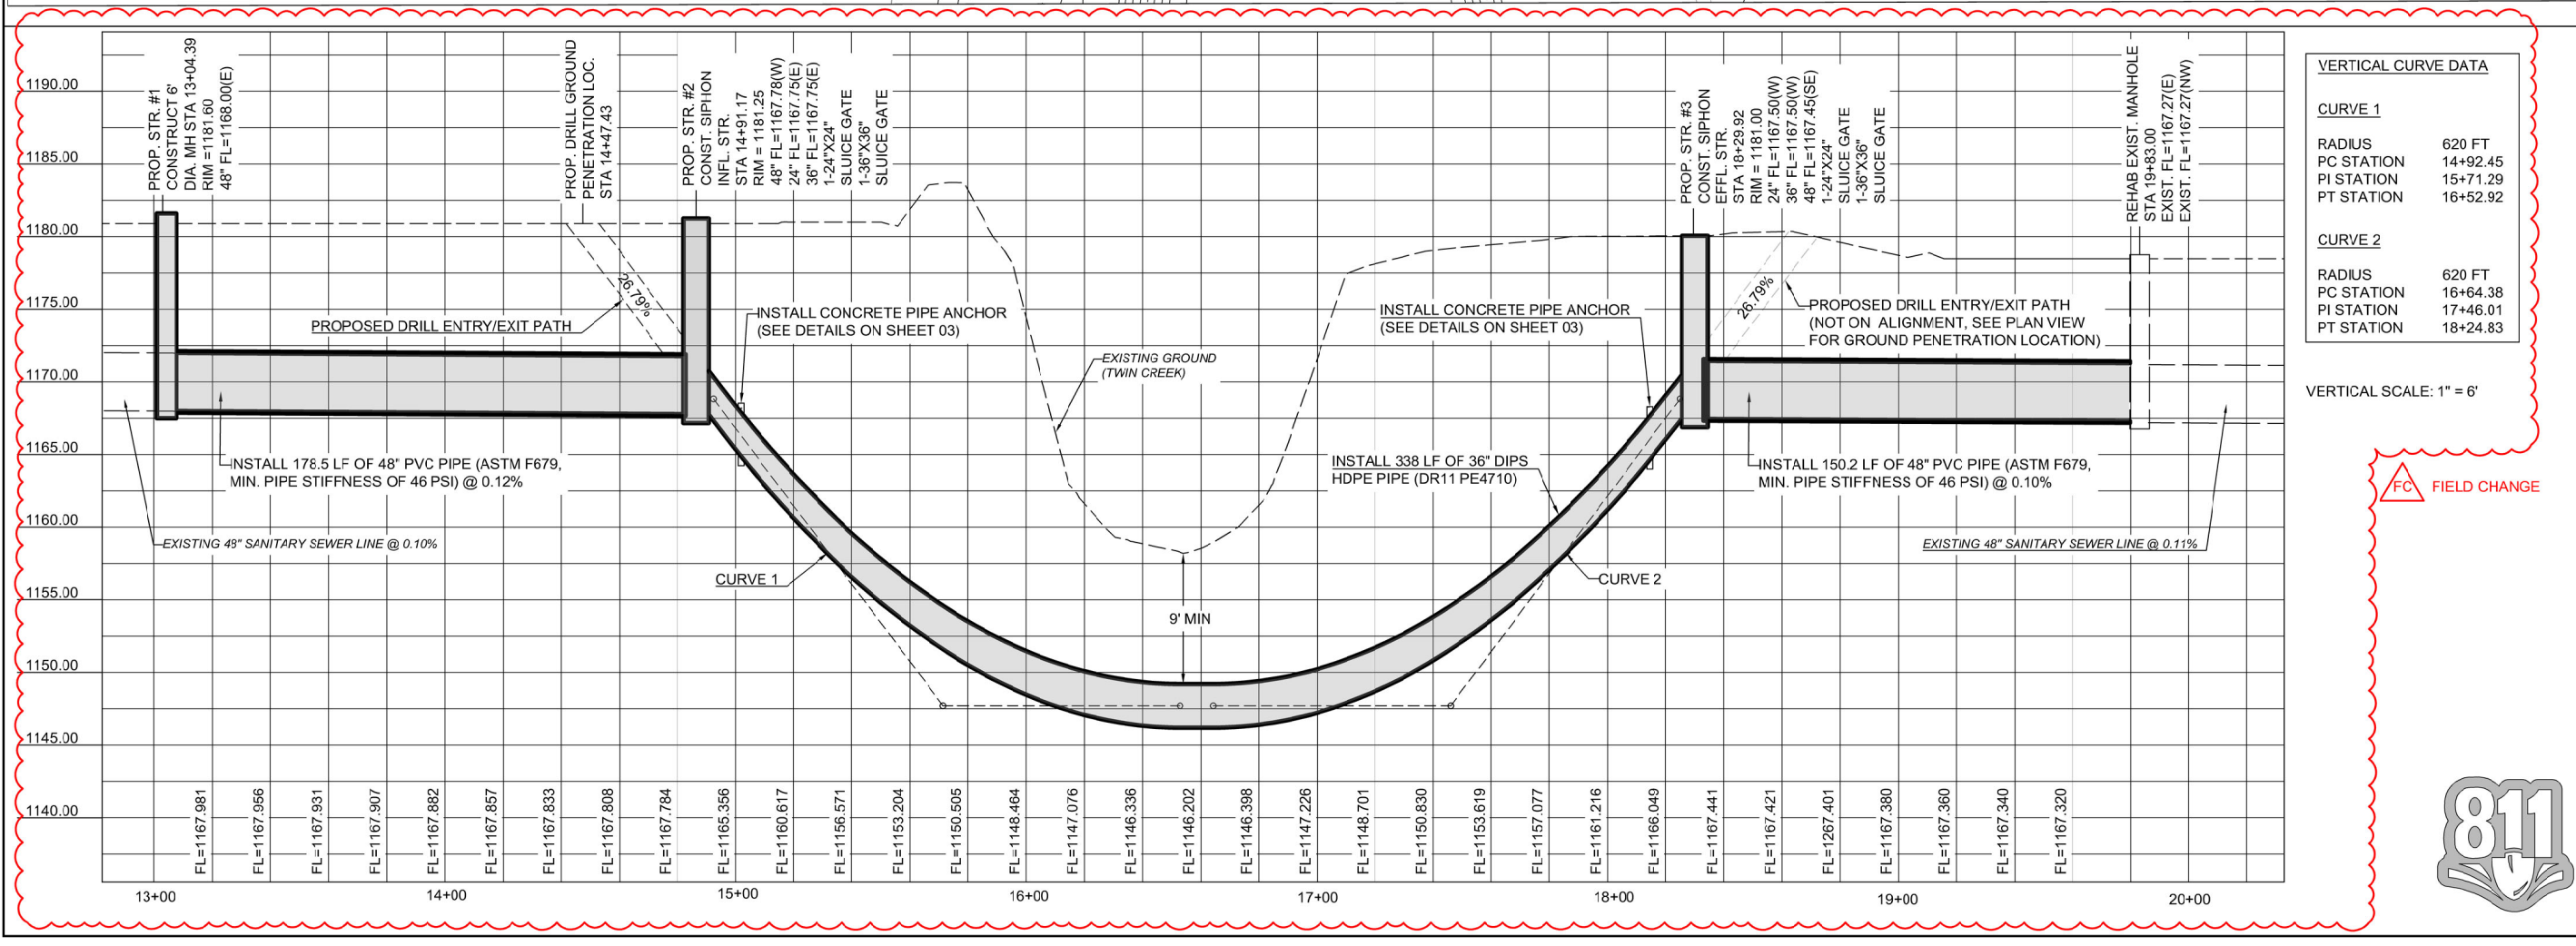 1190.00
1185.00
1180.00
1175.00
1170.00
1165.00
1160.00
1155.00
1150.00
1145.00
1140.00
PROP. STR. #1
CONSTRUCT 6'
DIA. MH STA 13+04.39
RIM =1181.60
48" FL=1168.00(E)
PROP. DRILL GROUND
PENETRATION LOC.
STA 14+47.43
PROP. STR. #2
CONST. SIPHON
INFL. STR.
STA 14+91.17
RIM = 1181.25
48" FL=1167.78(W)
24" FL=1167.75(E)
36" FL=1167.75(E)
1-24"X24"
SLUICE GATE
1-36"X36"
SLUICE GATE
PROP. STR. #3
CONST. SIPHON
EFFL. STR.
STA 18+29.92
RIM = 1181.00
24" FL=1167.50(W)
36" FL=1167.50(W)
48" FL=1167.45(SE)
1-24"X24"
SLUICE GATE
1-36"X36"
SLUICE GATE
REHAB EXIST. MANHOLE
STA 19+83.00
EXIST. FL=1167.27(E)
EXIST. FL=1167.27(NW)
26.79%
PROPOSED DRILL ENTRY/EXIT PATH
INSTALL CONCRETE PIPE ANCHOR
(SEE DETAILS ON SHEET 03)
EXISTING GROUND
(TWIN CREEK)
INSTALL CONCRETE PIPE ANCHOR
(SEE DETAILS ON SHEET 03)
26.79%
PROPOSED DRILL ENTRY/EXIT PATH
(NOT ON ALIGNMENT, SEE PLAN VIEW
FOR GROUND PENETRATION LOCATION)
INSTALL 178.5 LF OF 48" PVC PIPE (ASTM F679,
MIN. PIPE STIFFNESS OF 46 PSI) @ 0.12%
INSTALL 338 LF OF 36" DIPS
HDPE PIPE (DR11 PE4710)
INSTALL 150.2 LF OF 48" PVC PIPE (ASTM F679,
MIN. PIPE STIFFNESS OF 46 PSI) @ 0.10%
EXISTING 48" SANITARY SEWER LINE @ 0.10%
EXISTING 48" SANITARY SEWER LINE @ 0.11%
CURVE 1
CURVE 2
9' MIN
FL=1167.981
FL=1167.956
FL=1167.931
FL=1167.907
FL=1167.882
FL=1167.857
FL=1167.833
FL=1167.808
FL=1167.784
FL=1165.356
FL=1160.617
FL=1156.571
FL=1153.204
FL=1150.505
FL=1148.464
FL=1147.076
FL=1146.336
FL=1146.202
FL=1146.398
FL=1147.226
FL=1148.701
FL=1150.830
FL=1153.619
FL=1157.077
FL=1161.216
FL=1166.049
FL=1167.441
FL=1167.421
FL=1267.401
FL=1167.380
FL=1167.360
FL=1167.340
FL=1167.320
13+00
14+00
15+00
16+00
17+00
18+00
19+00
20+00
VERTICAL CURVE DATA
CURVE 1
RADIUS 620 FT
PC STATION 14+92.45
PI STATION 15+71.29
PT STATION 16+52.92
CURVE 2
RADIUS 620 FT
PC STATION 16+64.38
PI STATION 17+46.01
PT STATION 18+24.83
VERTICAL SCALE: 1" = 6'
FC FIELD CHANGE
811